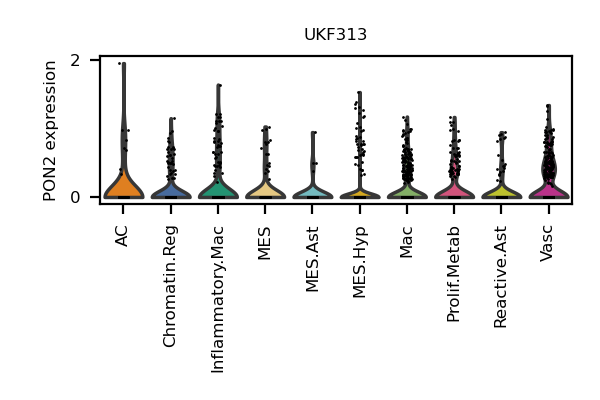 UKF313
PON2 expression
2
0
AC
Chromatin.Reg
Inflammatory.Mac
MES
MES.Ast
MES.Hyp
Mac
Prolif.Metab
Reactive.Ast
Vasc